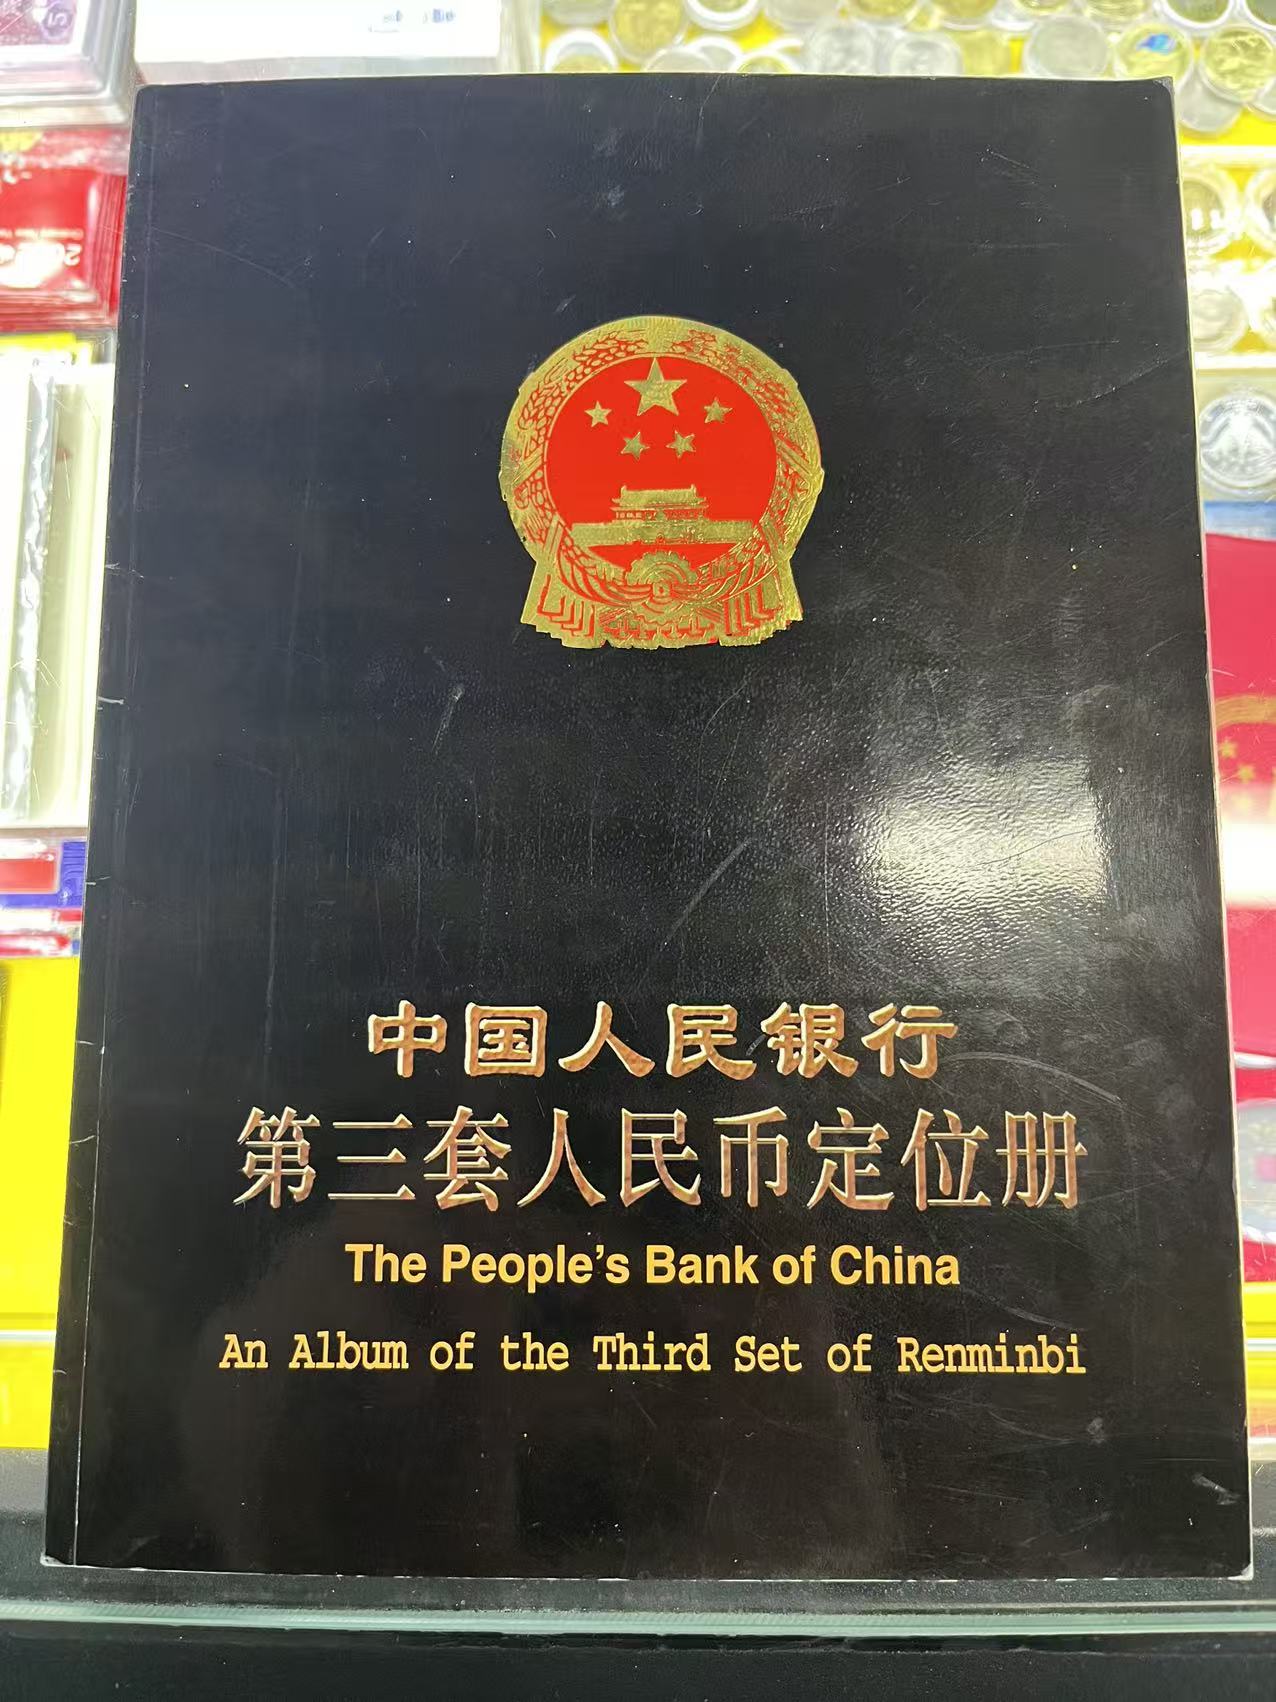 中国人民银行
第三套人民币定位册
The People's Bank of China
An Album of the Third Set of Renminbi